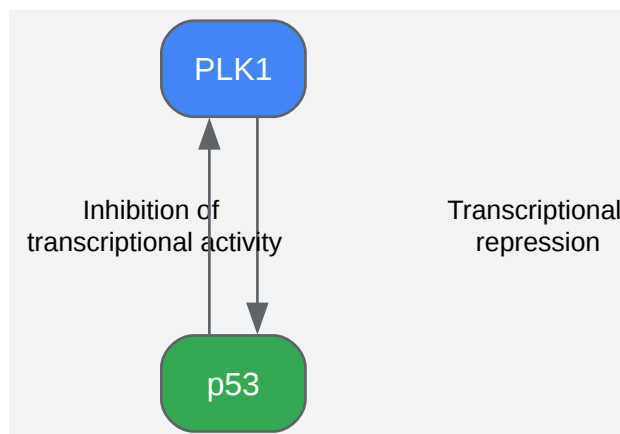 PLK1
Inhibition of
transcriptional activity
Transcriptional
repression
p53